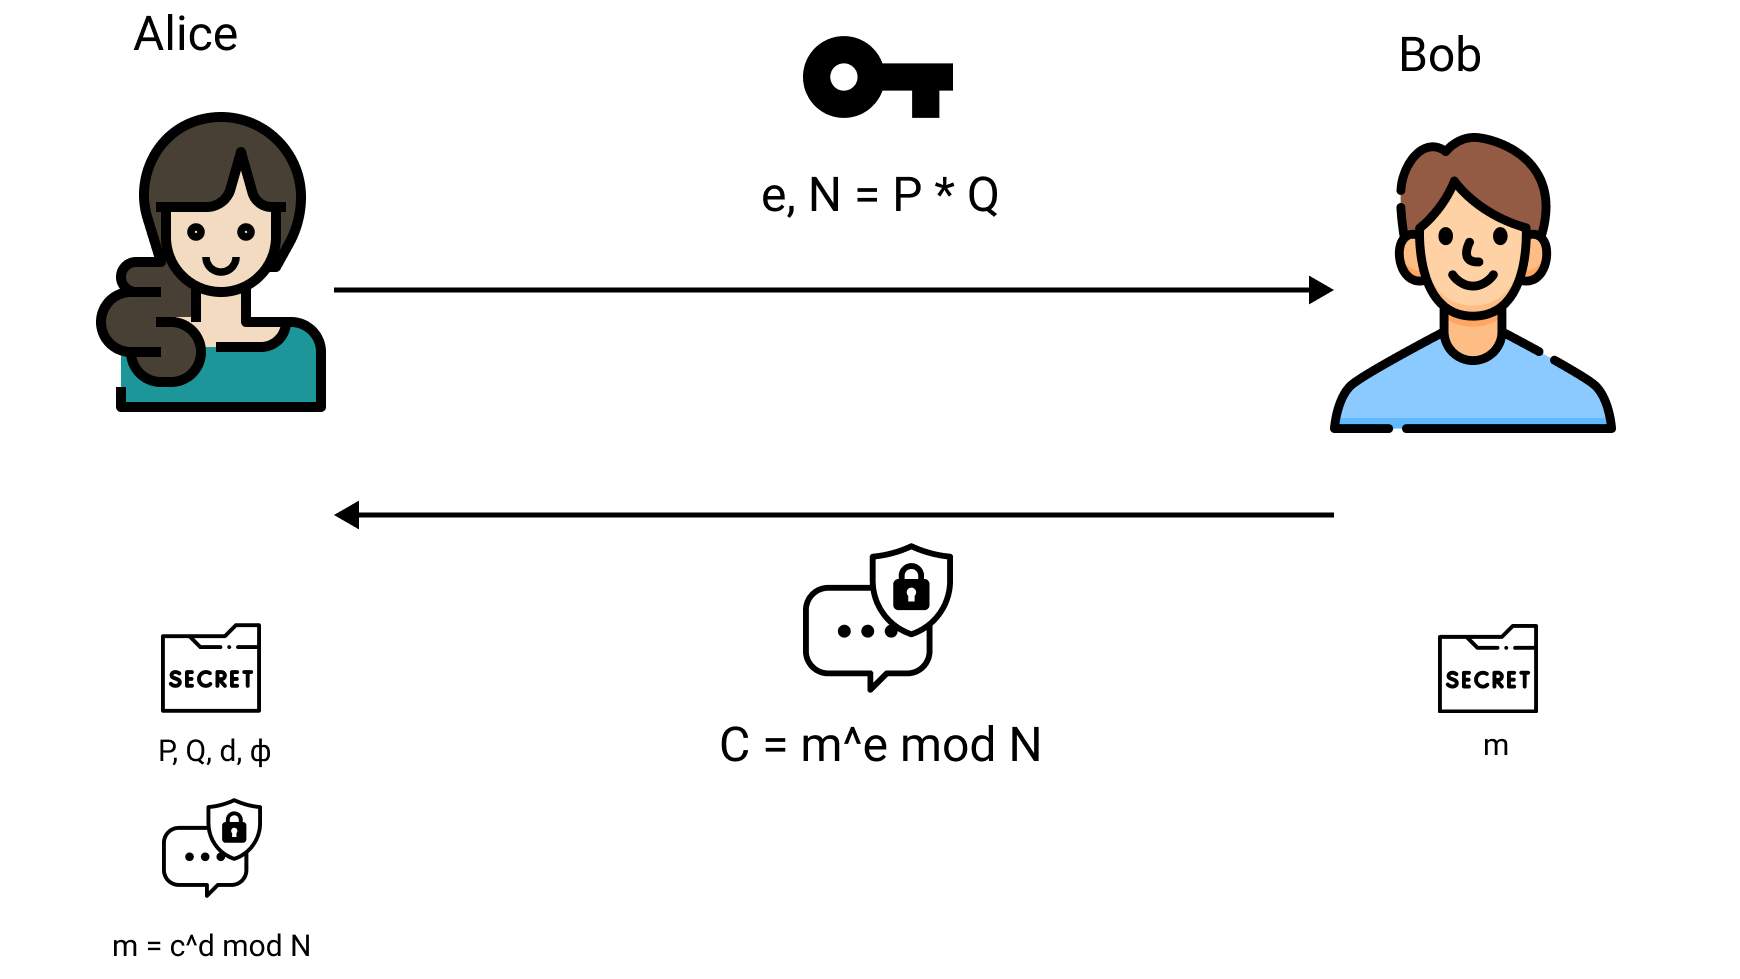 Alice
Bob
e, N = P * Q
C = m^e mod N
SECRET
P, Q, d, ф
m = c^d mod N
SECRET
m